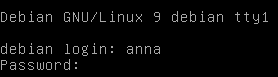 Debian GNU/Linux 9 debian tty1
debian login: anna
Password: